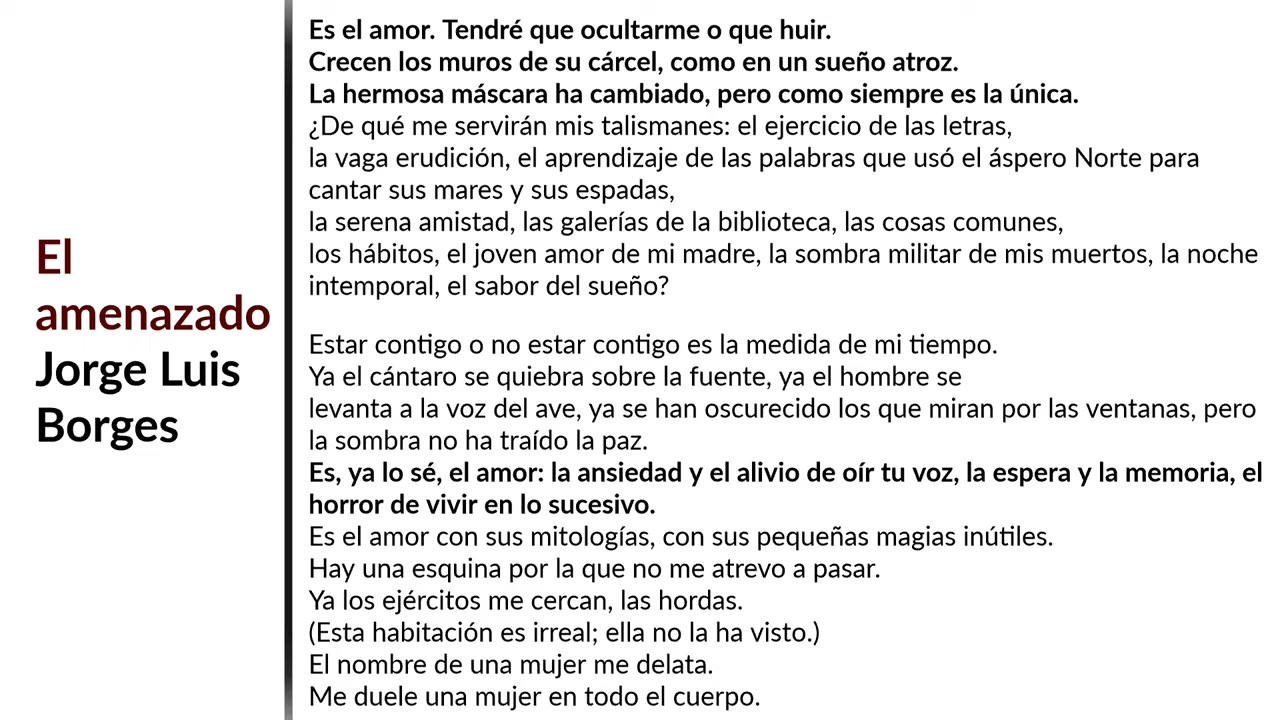 El
amenazado
Jorge Luis
Borges
Es el amor. Tendré que ocultarme o que huir.
Crecen los muros de su cárcel, como en un sueño atroz.
La hermosa máscara ha cambiado, pero como siempre es la única.
¿De qué me servirán mis talismanes: el ejercicio de las letras,
la vaga erudición, el aprendizaje de las palabras que usó el áspero Norte para
cantar sus mares y sus espadas,
la serena amistad, las galerías de la biblioteca, las cosas comunes,
los hábitos, el joven amor de mi madre, la sombra militar de mis muertos, la noche
intemporal, el sabor del sueño?
Estar contigo o no estar contigo es la medida de mi tiempo.
Ya el cántaro se quiebra sobre la fuente, ya el hombre se
levanta a la voz del ave, ya se han oscurecido los que miran por las ventanas, pero
la sombra no ha traído la paz.
Es, ya lo sé, el amor: la ansiedad y el alivio de oír tu voz, la espera y la memoria, el
horror de vivir en lo sucesivo.
Es el amor con sus mitologías, con sus pequeñas magias inútiles.
Hay una esquina por la que no me atrevo a pasar.
Ya los ejércitos me cercan, las hordas.
(Esta habitación es irreal; ella no la ha visto.)
El nombre de una mujer me delata.
Me duele una mujer en todo el cuerpo.